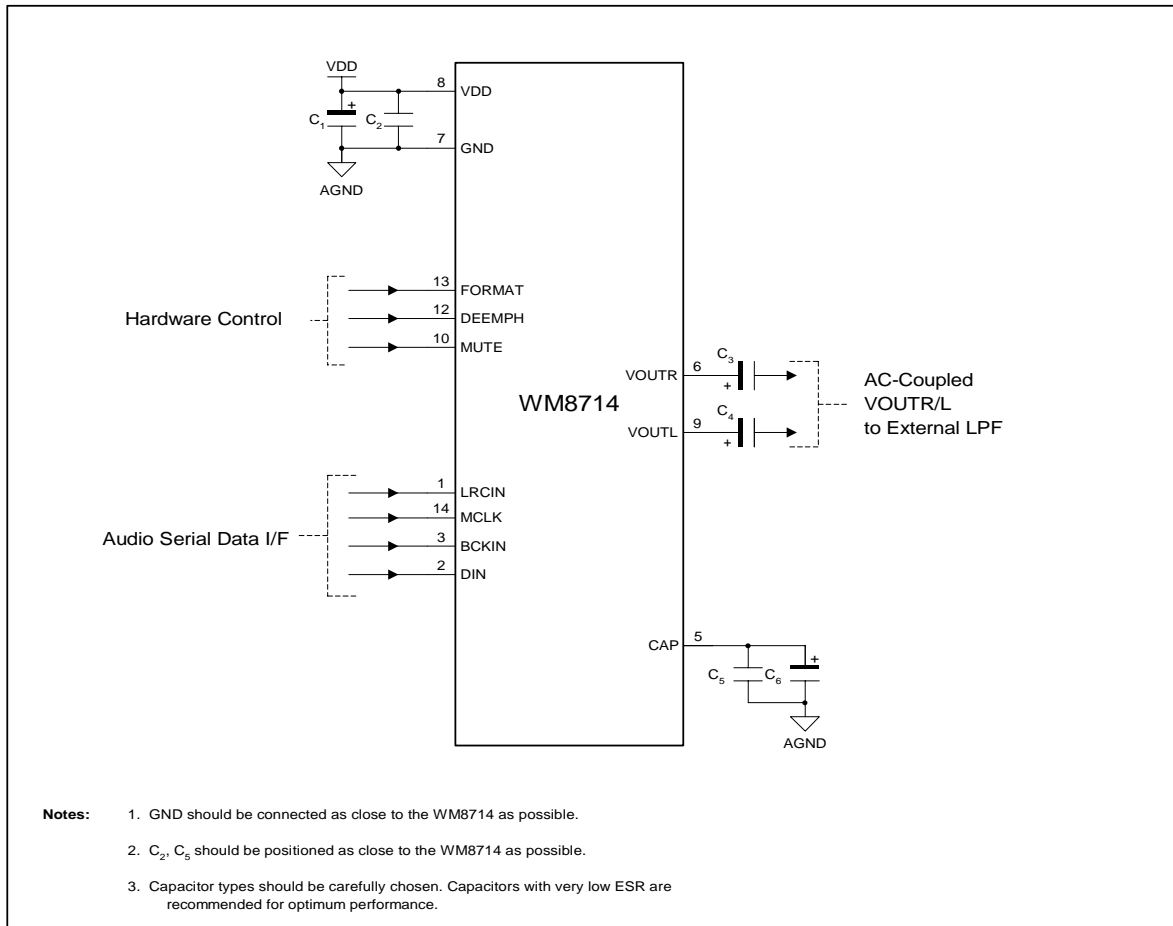 VDD
8
VDD
+
C1
C2
7
GND
AGND
13
FORMAT
Hardware Control
12
DEEMPH
10
MUTE
WM8714
VOUTR
6
C3
+
AC-Coupled
VOUTR/L
to External LPF
VOUTL
9
C4
+
1
LRCIN
14
MCLK
Audio Serial Data I/F
3
BCKIN
2
DIN
CAP
5
+
C5
C6
AGND
Notes: 1. GND should be connected as close to the WM8714 as possible.
2. C2, C5 should be positioned as close to the WM8714 as possible.
3. Capacitor types should be carefully chosen. Capacitors with very low ESR are
recommended for optimum performance.